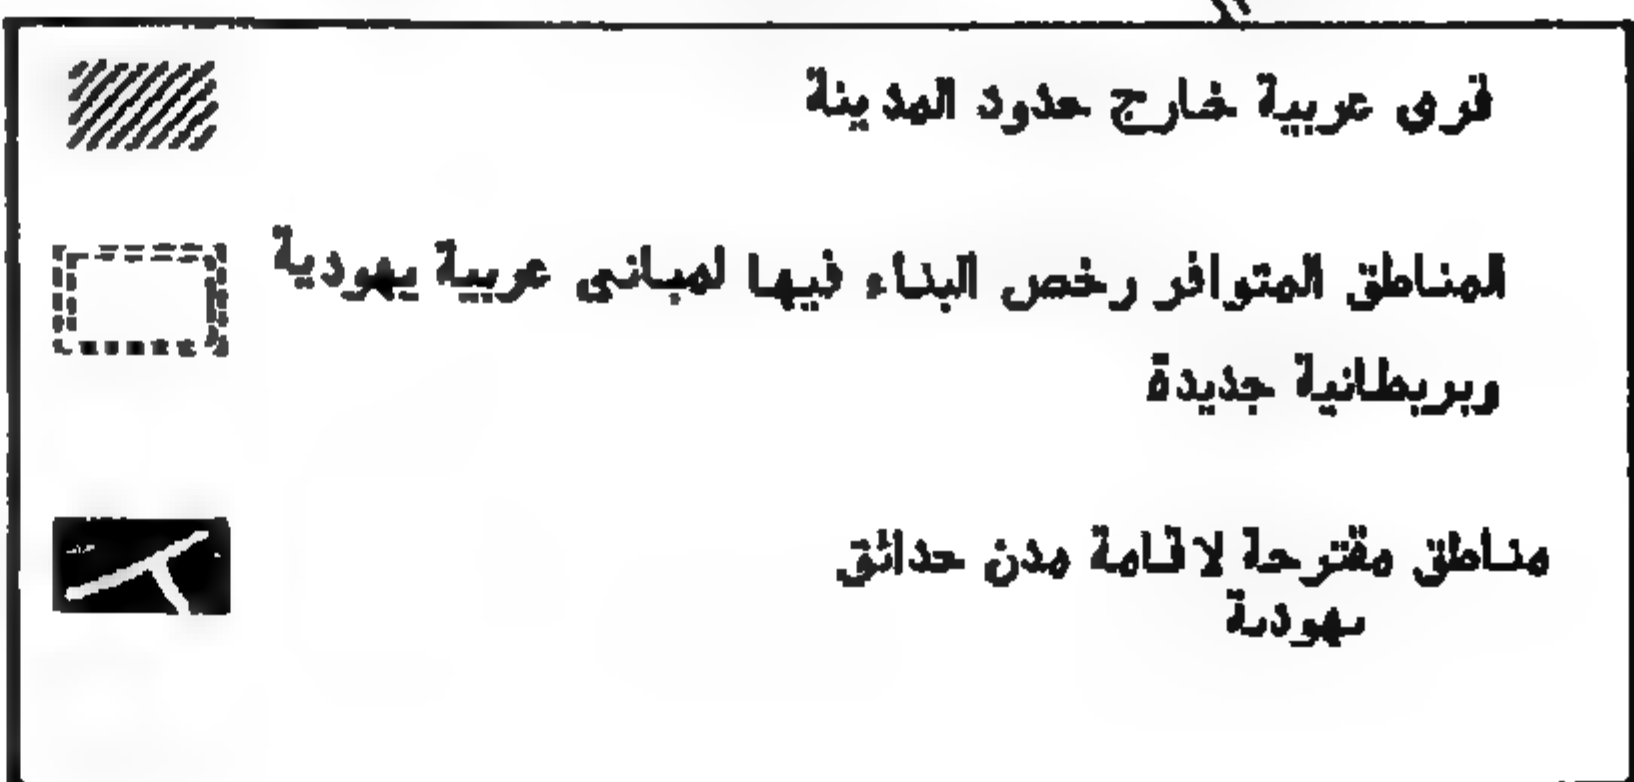 قرى عربية خارج حدود المدينة
المناطق المتوافر رخص البناء فيها لمبانى عربية يهودية
وبريطانية جديدة
مناطق مقترحة لاقامة مدن حدائق
يهودية